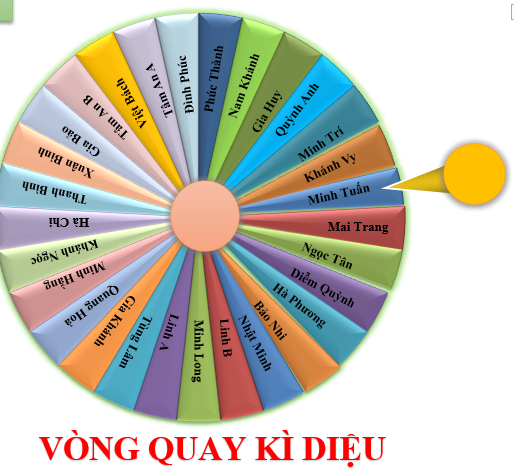 Phúc Thành
Nam Khánh
Gia Huy
Quỳnh Anh
Minh Trí
Khánh Vy
Minh Tuấn
Mai Trang
Ngọc Tân
Diễm Quỳnh
Hà Phương
Bảo Nhi
Nhật Minh
Linh B
Minh Long
Linh A
Tùng Lâm
Gia Khánh
Quang Hoà
Minh Hằng
Khánh Ngọc
Hà Chi
Thanh Bình
Xuân Bình
Gia Bảo
Tâm An B
Việt Bách
Tâm An A
Đình Phúc
VÒNG QUAY KÌ DIỆU